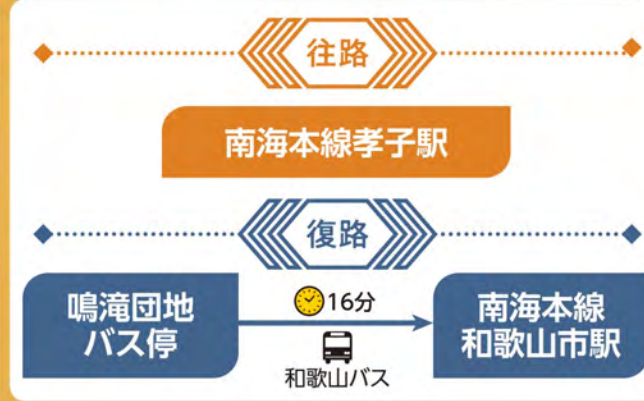 往路
南海本線孝子駅
復路
鳴滝団地
バス停
16分
和歌山バス
南海本線
和歌山市駅